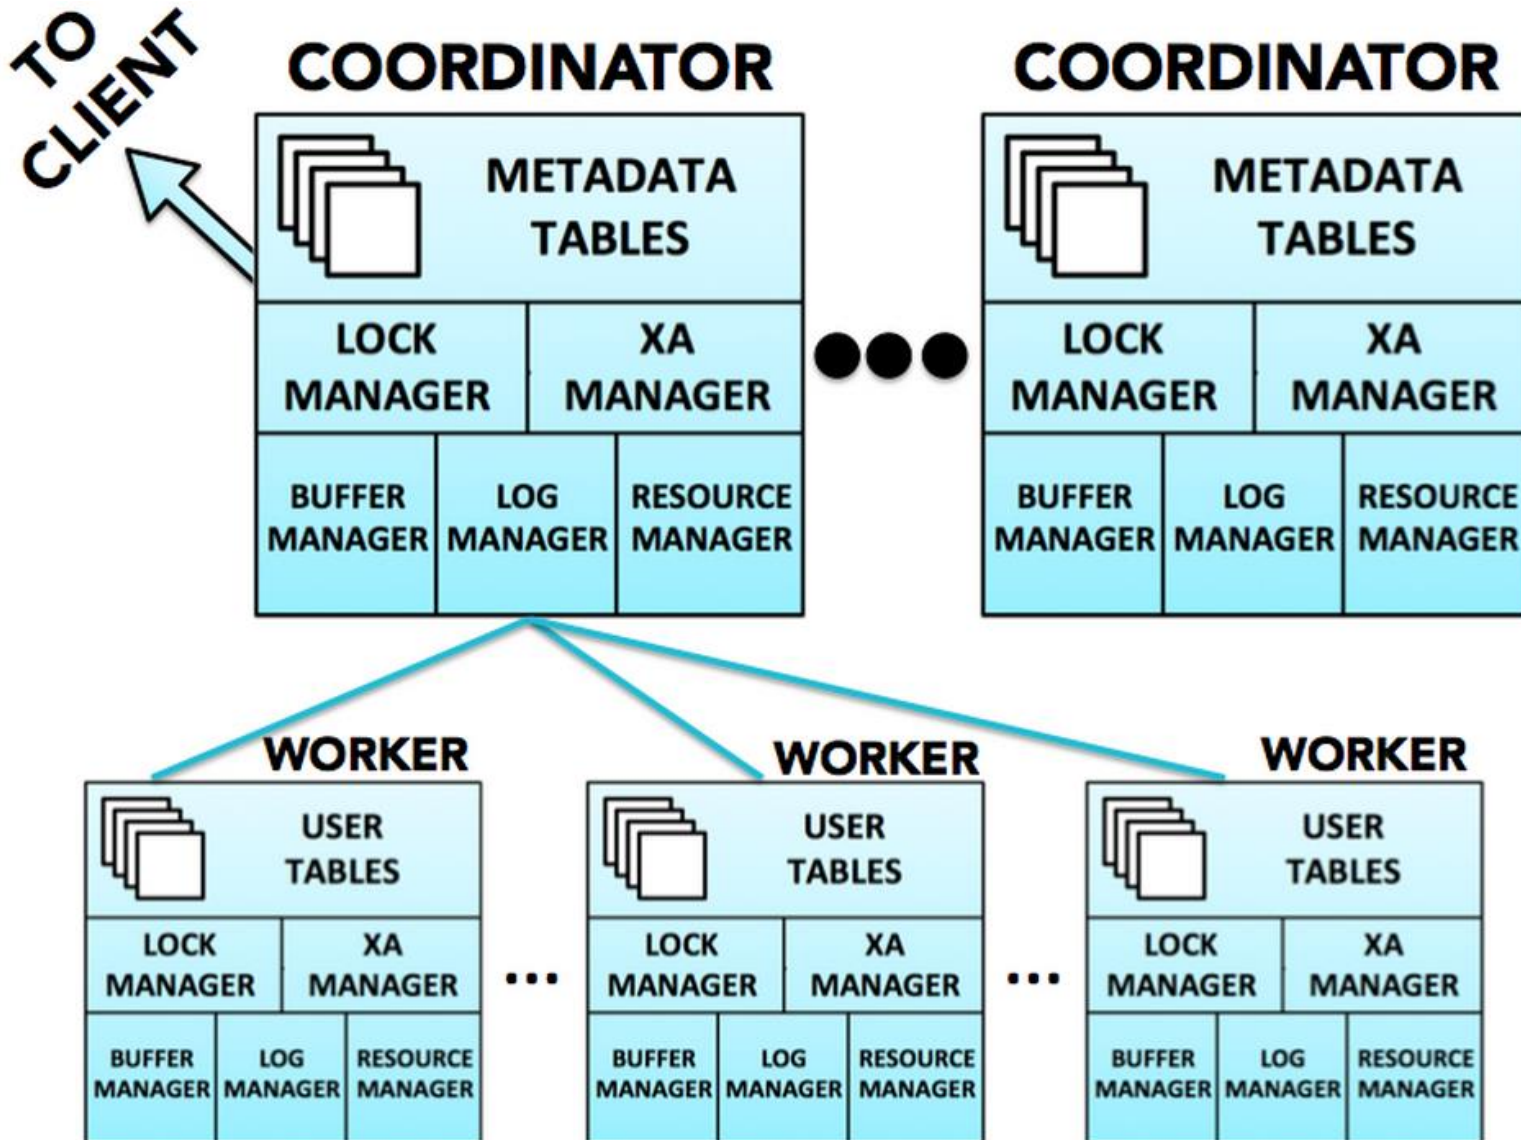 TO
CLIENT
COORDINATOR
METADATA
TABLES
LOCK
MANAGER
XA
MANAGER
BUFFER
MANAGER
LOG
MANAGER
RESOURCE
MANAGER
COORDINATOR
METADATA
TABLES
LOCK
MANAGER
XA
MANAGER
BUFFER
MANAGER
LOG
MANAGER
RESOURCE
MANAGER
WORKER
USER
TABLES
LOCK
MANAGER
XA
MANAGER
BUFFER
MANAGER
LOG
MANAGER
RESOURCE
MANAGER
...
WORKER
USER
TABLES
LOCK
MANAGER
XA
MANAGER
BUFFER
MANAGER
LOG
MANAGER
RESOURCE
MANAGER
...
WORKER
USER
TABLES
LOCK
MANAGER
XA
MANAGER
BUFFER
MANAGER
LOG
MANAGER
RESOURCE
MANAGER